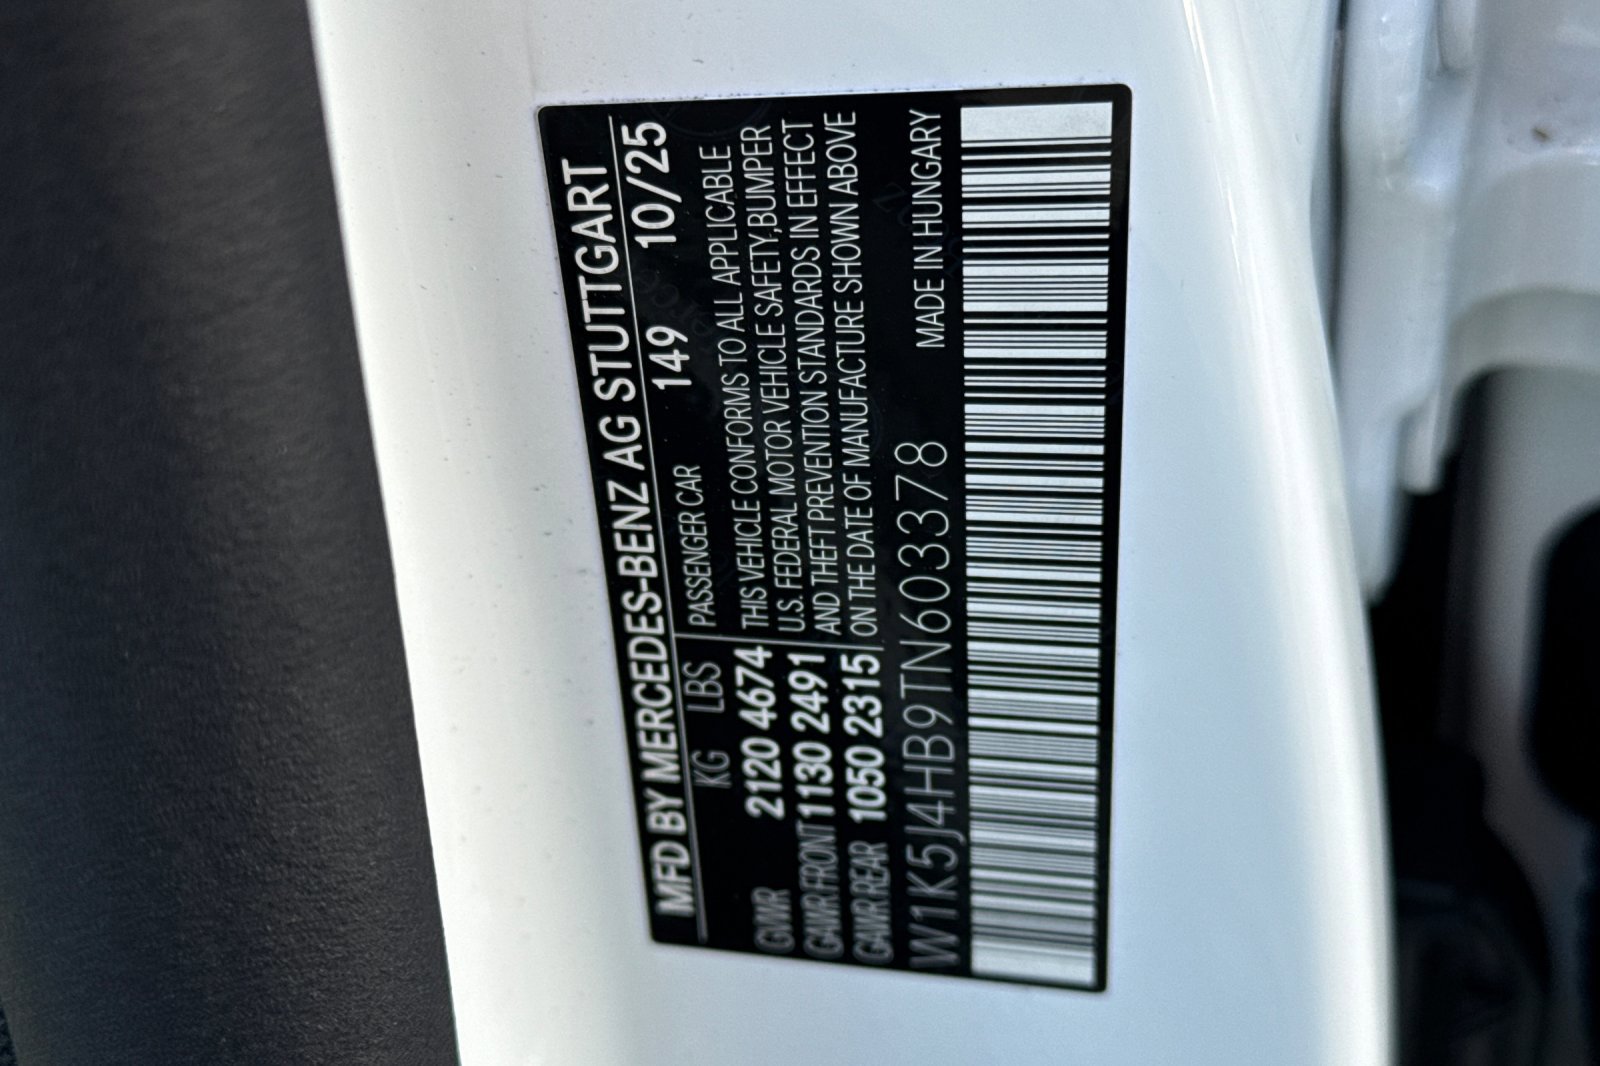 MFD BY MERCEDES-BENZ AG STUTTGART
149 10/25
KG LBS PASSENGER CAR
GVWR 2120 4674
GAWR FRONT 1130 2491
GAWR REAR 1050 2315
THIS VEHICLE CONFORMS TO ALL APPLICABLE
U.S. FEDERAL MOTOR VEHICLE SAFETY,BUMPER
AND THEFT PREVENTION STANDARDS IN EFFECT
ON THE DATE OF MANUFACTURE SHOWN ABOVE
W1K5J4HB9TN603378 MADE IN HUNGARY